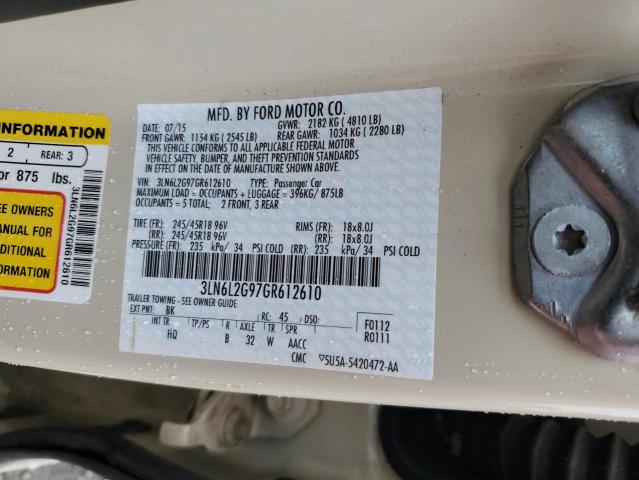 INFORMATION
2 REAR: 3
or 875 lbs.
SEE OWNERS
MANUAL FOR
ADDITIONAL
INFORMATION
3LN6L2G97GR612610
MFD. BY FORD MOTOR CO.
DATE: 07/15 GVWR: 2182 KG ( 4810 LB)
FRONT GAWR: 1154 KG ( 2545 LB) REAR GAWR: 1034 KG ( 2280 LB)
THIS VEHICLE CONFORMS TO ALL APPLICABLE FEDERAL MOTOR
VEHICLE SAFETY, BUMPER, AND THEFT PREVENTION STANDARDS
IN EFFECT ON THE DATE OF MANUFACTURE SHOWN ABOVE.
VIN: 3LN6L2G97GR612610 TYPE: Passenger Car
MAXIMUM LOAD = OCCUPANTS + LUGGAGE = 396KG/ 875LB
OCCUPANTS = 5 TOTAL: 2 FRONT, 3 REAR
TIRE (FR): 245/45R18 96V RIMS (FR): 18x8.0J
(RR): 245/45R18 96V (RR): 18x8.0J
PRESSURE (FR): 235 kPa/ 34 PSI COLD (RR): 235 kPa/ 34 PSI COLD
3LN6L2G97GR612610
TRAILER TOWING - SEE OWNER GUIDE
EXT PNT: BK RC: 45 DSO: F0112
INT TR TP/PS R AXLE TR SPR R0111
HQ B 32 W AACC
CMC 5U5A-5420472-AA